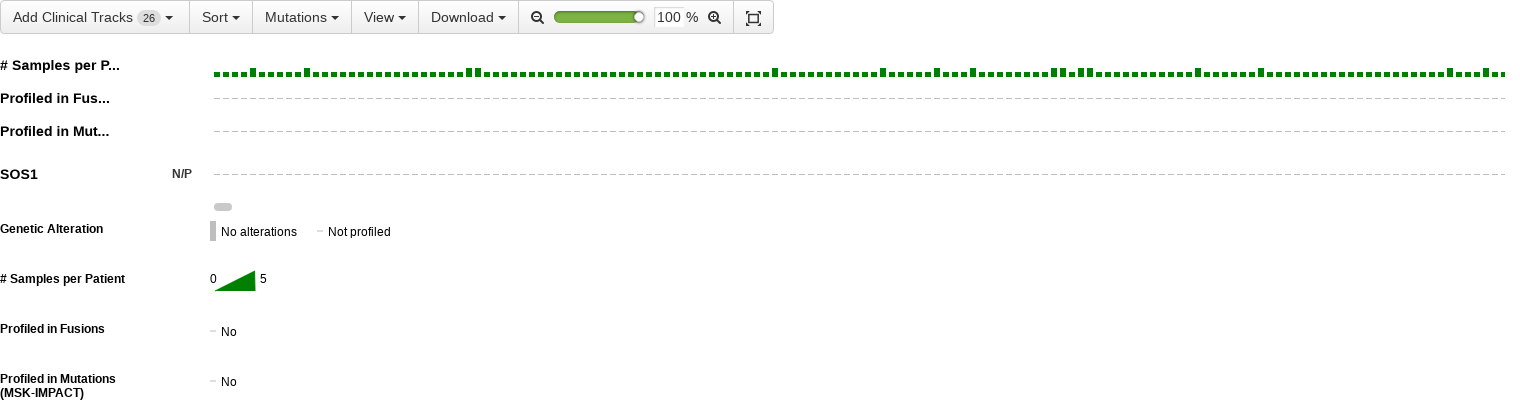 Add Clinical Tracks 26 Sort Mutations View Download 100 %
# Samples per P...
Profiled in Fus...
Profiled in Mut...
SOS1 N/P
Genetic Alteration No alterations Not profiled
# Samples per Patient 0 5
Profiled in Fusions No
Profiled in Mutations No
(MSK-IMPACT)